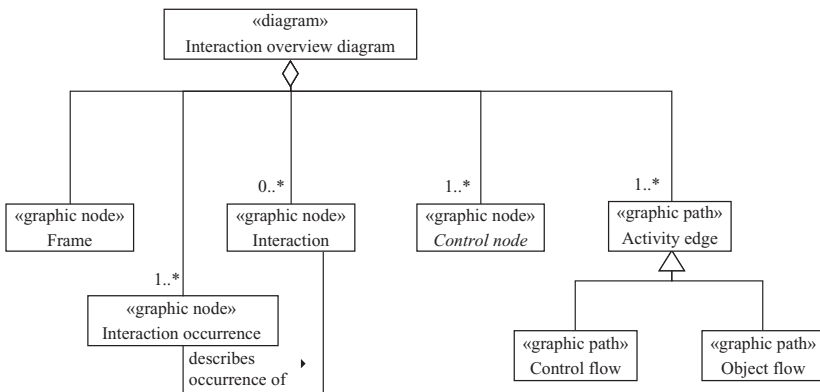 «diagram»
Interaction overview diagram
0..*
1..*
1..*
«graphic node»
Frame
«graphic node»
Interaction
«graphic node»
Control node
«graphic path»
Activity edge
1..*
«graphic node»
Interaction occurrence
«graphic path»
Control flow
«graphic path»
Object flow
describes
occurrence of